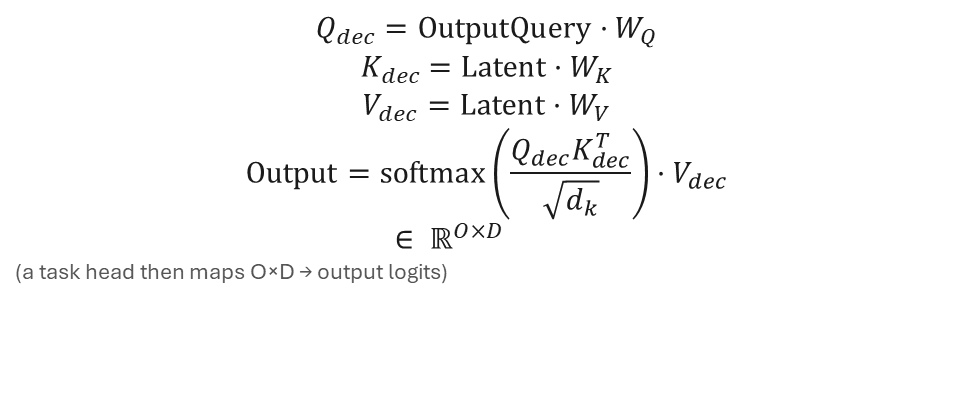 Q_dec = OutputQuery · W_Q
K_dec = Latent · W_K
V_dec = Latent · W_V
Output = softmax(Q_dec K_dec^T / √d_k) · V_dec
∈ ℝ^{O×D}
(a task head then maps O×D → output logits)